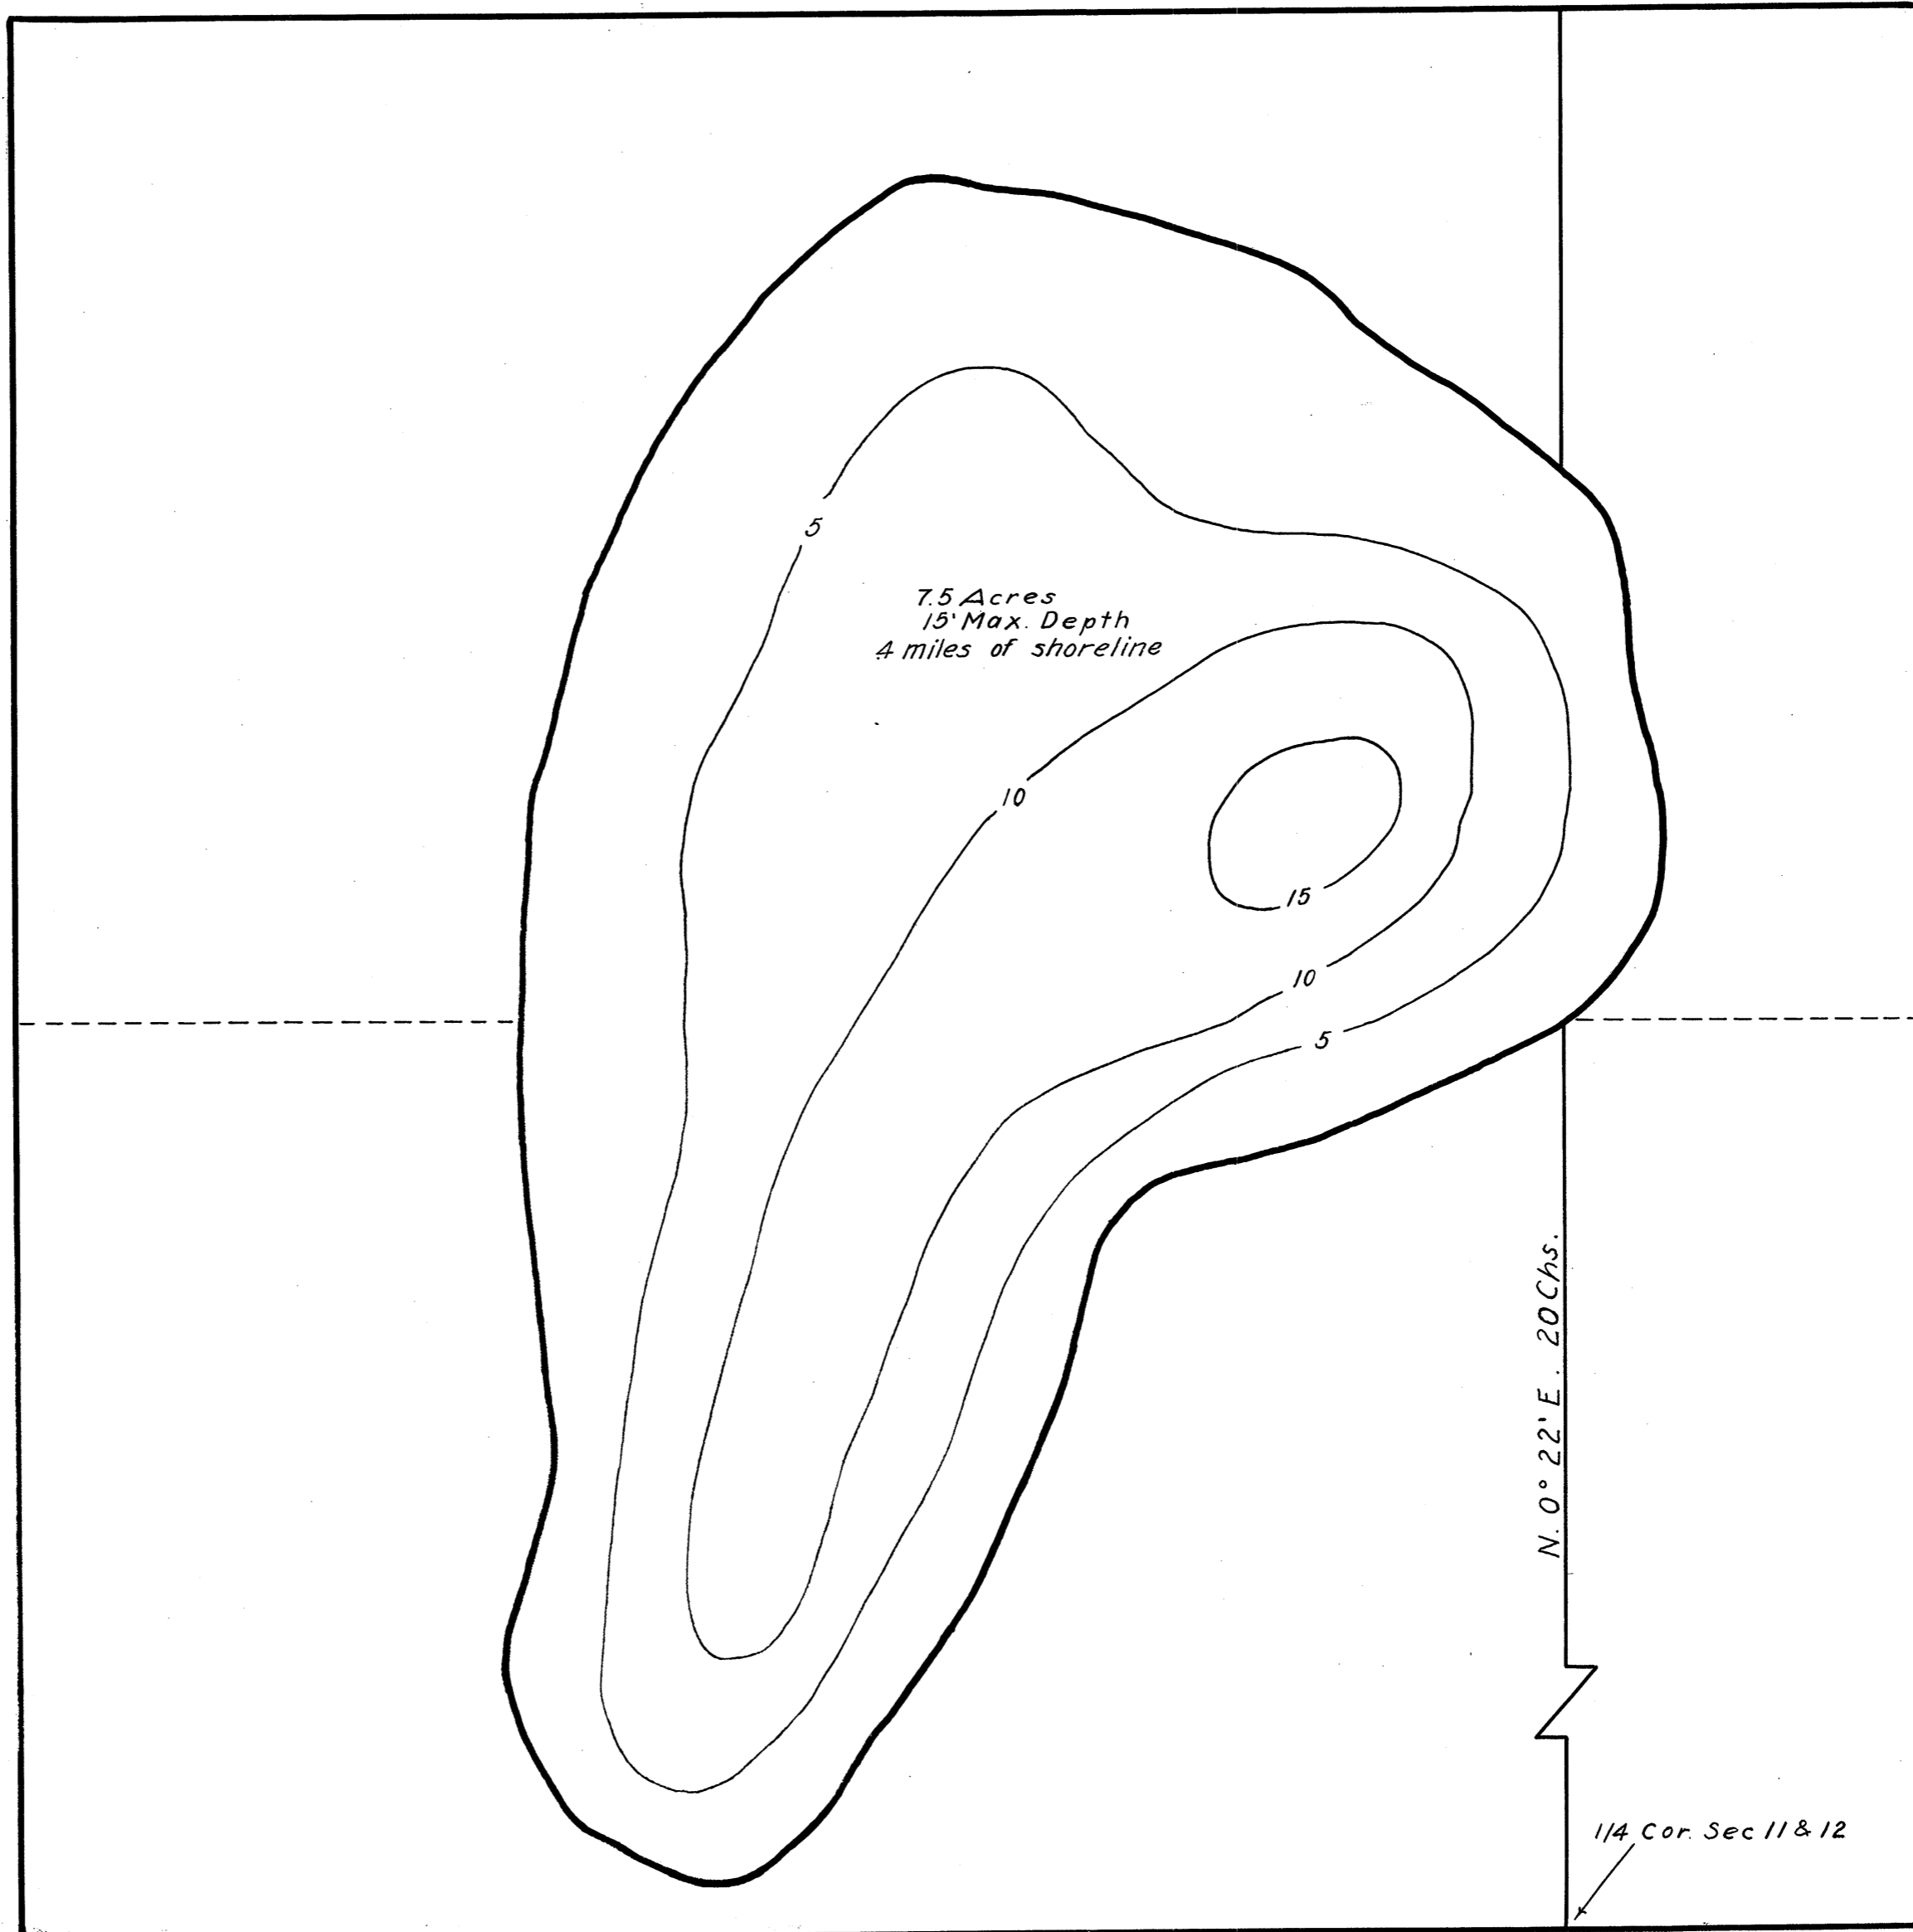 5
7.5 Acres
15' Max. Depth
4 miles of shoreline
10
15
10
5
N. 0° 22' E. 20 Chs.
1/4 Cor. Sec 11 & 12